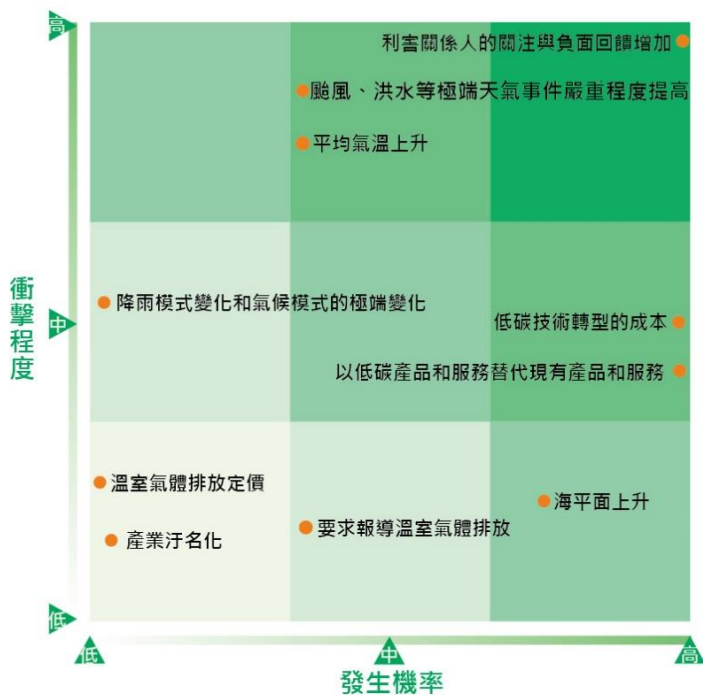 高
利害關係人的關注與負面回饋增加
颱風、洪水等極端天氣事件嚴重程度提高
平均氣溫上升
衝擊程度
中
降雨模式變化和氣候模式的極端變化
低碳技術轉型的成本
以低碳產品和服務替代現有產品和服務
溫室氣體排放定價
海平面上升
要求報導溫室氣體排放
產業汙名化
低
低
中
高
發生機率